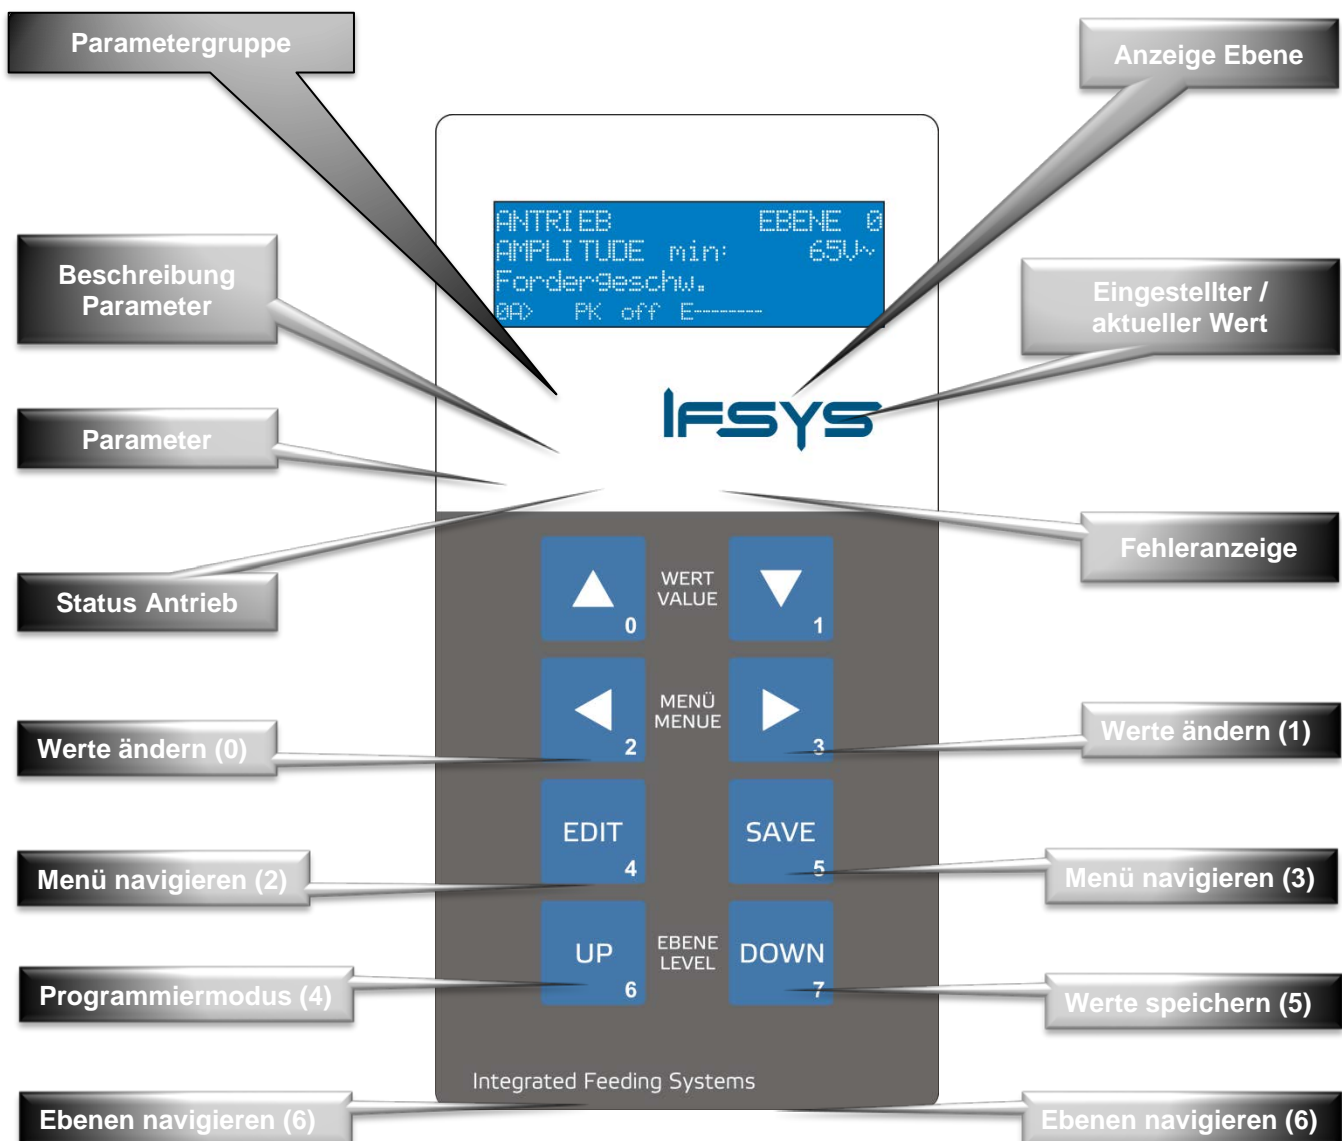 Parametergruppe
Anzeige Ebene
ANTRIEB EBENE 0
AMPLITUDE min: 65V~
Fordergeschw.
0A> PK off E--------
Beschreibung
Parameter
Eingestellter /
aktueller Wert
IFSYS
Parameter
Fehleranzeige
Status Antrieb
WERT
VALUE
0
1
MENÜ
MENUE
2
3
Werte ändern (0)
Werte ändern (1)
EDIT
4
SAVE
5
Menü navigieren (2)
Menü navigieren (3)
UP
6
EBENE
LEVEL
DOWN
7
Programmiermodus (4)
Werte speichern (5)
Integrated Feeding Systems
Ebenen navigieren (6)
Ebenen navigieren (6)